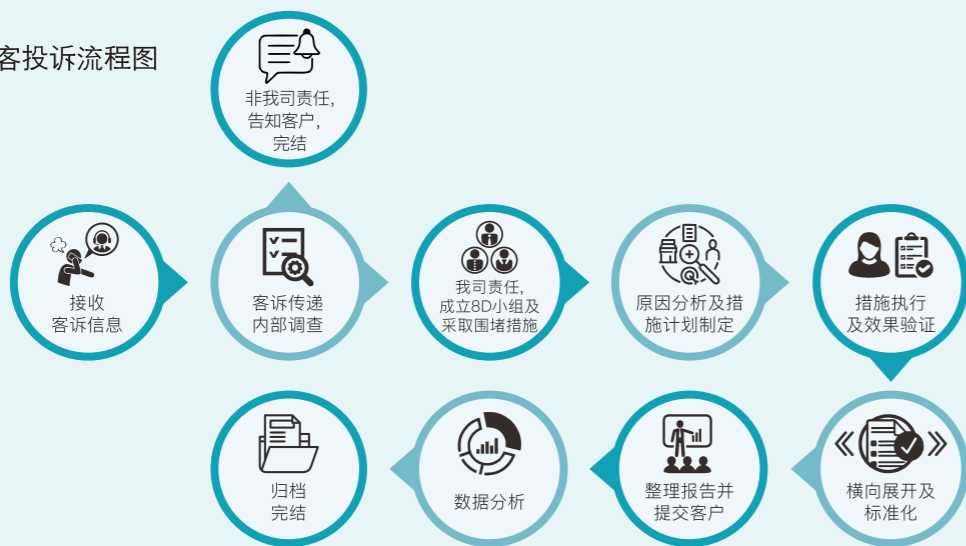 客投诉流程图
非我司责任,
告知客户,
完结
接收
客诉信息
客诉传递
内部调查
我司责任,
成立8D小组及
采取围堵措施
原因分析及措
施计划制定
措施执行
及效果验证
横向展开及
标准化
整理报告并
提交客户
数据分析
归档
完结